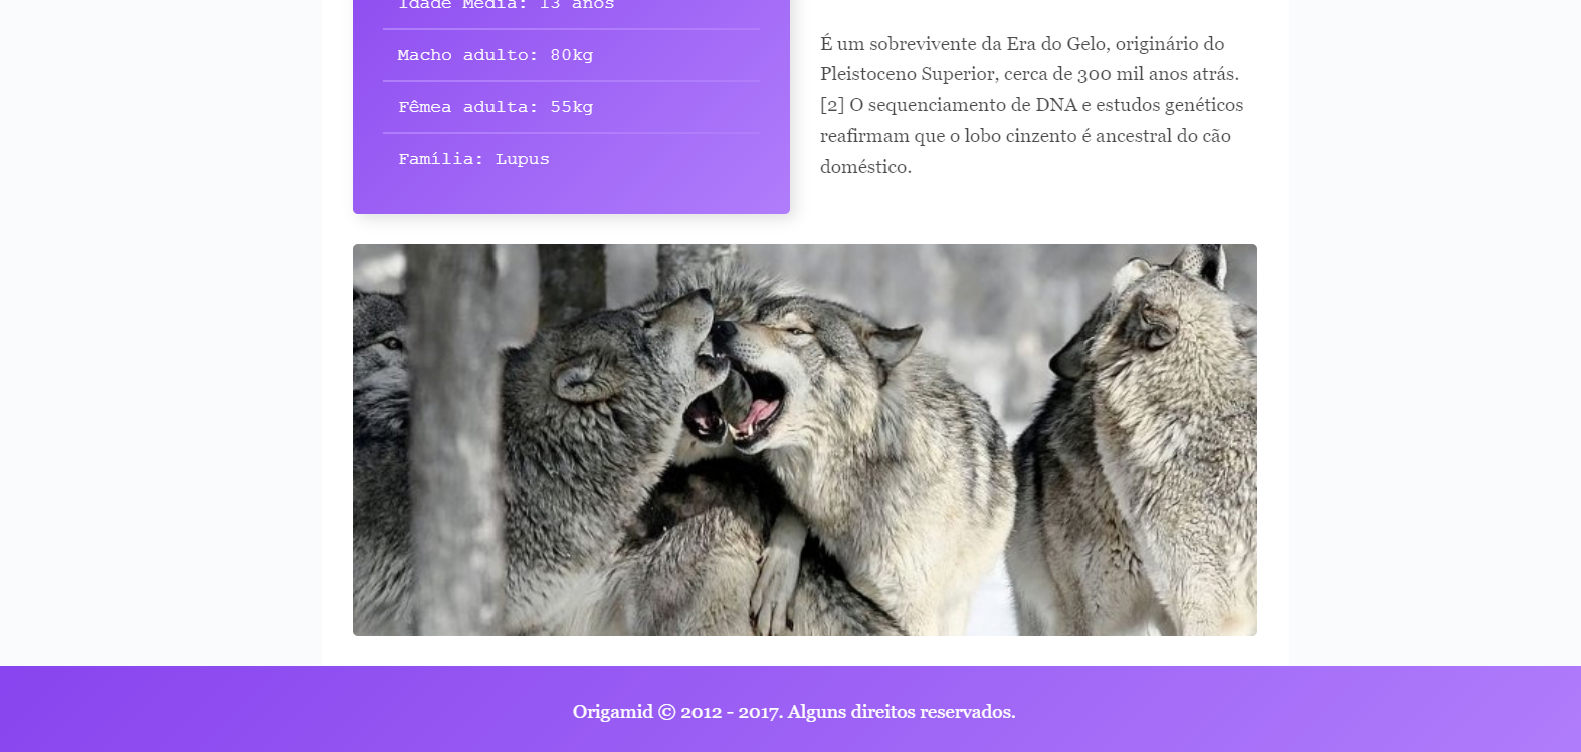 Idade Média: 13 anos
Macho adulto: 80kg
Fêmea adulta: 55kg
Família: Lupus
É um sobrevivente da Era do Gelo, originário do
Pleistoceno Superior, cerca de 300 mil anos atrás.
[2] O sequenciamento de DNA e estudos genéticos
reafirmam que o lobo cinzento é ancestral do cão
doméstico.
Origamid © 2012 - 2017. Alguns direitos reservados.